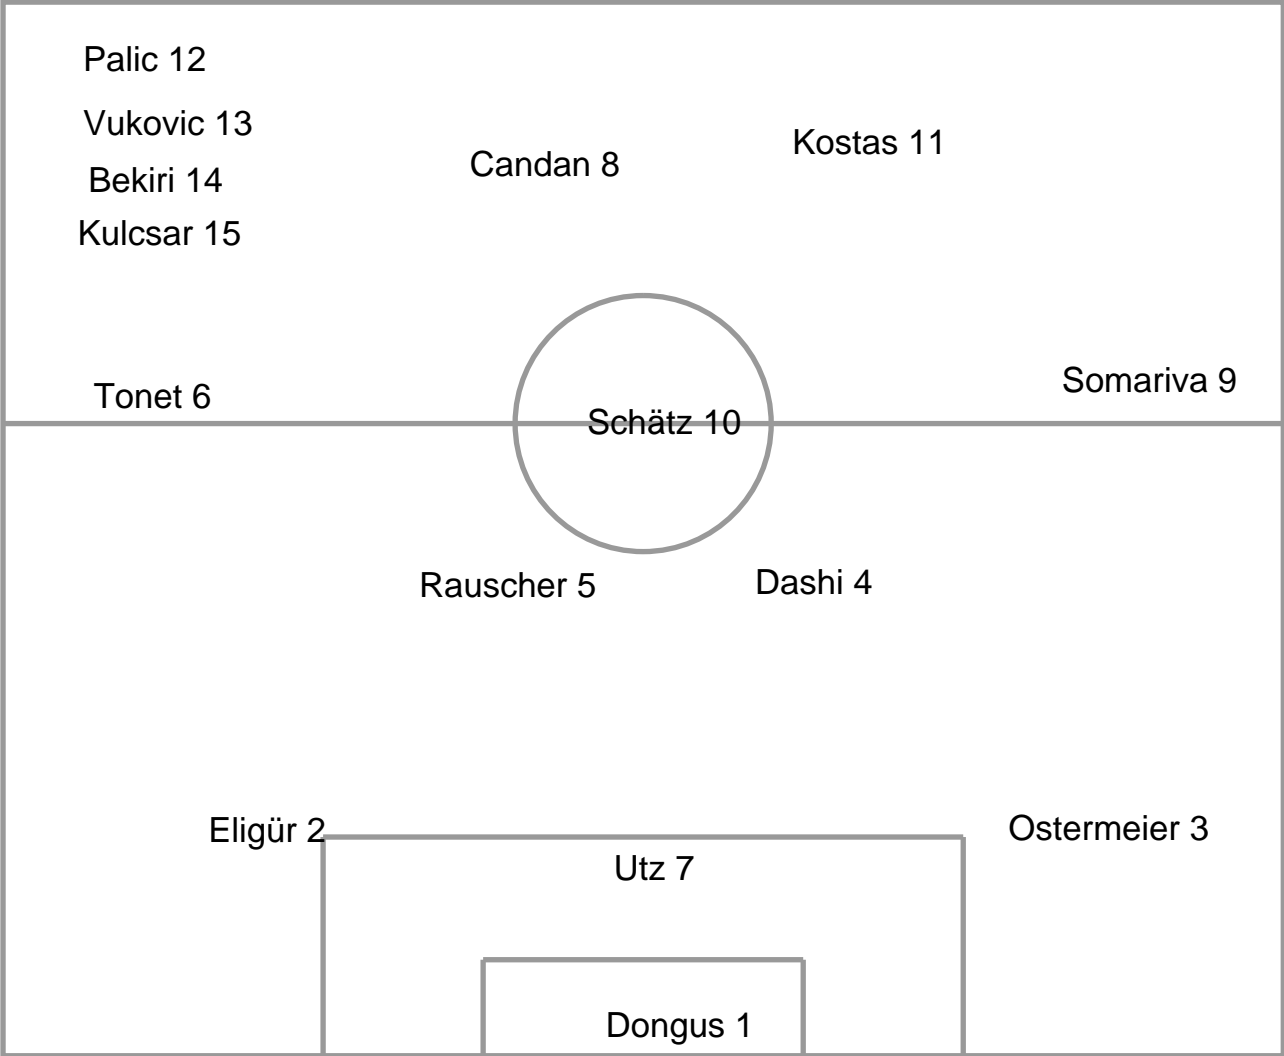 Palic 12
Vukovic 13
Bekiri 14
Kulcsar 15
Candan 8
Kostas 11
Tonet 6
Schätz 10
Somariva 9
Rauscher 5
Dashi 4
Eligür 2
Utz 7
Ostermeier 3
Dongus 1